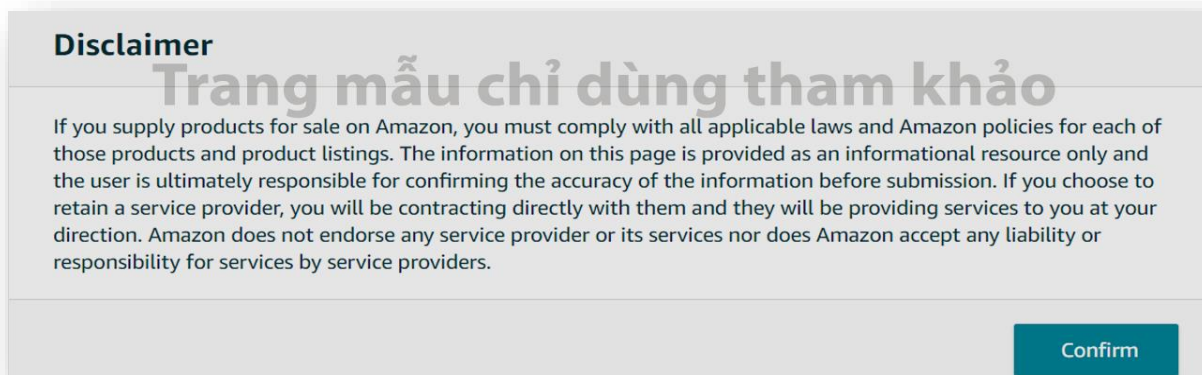 Disclaimer
Trang mẫu chỉ dùng tham khảo
If you supply products for sale on Amazon, you must comply with all applicable laws and Amazon policies for each of
those products and product listings. The information on this page is provided as an informational resource only and
the user is ultimately responsible for confirming the accuracy of the information before submission. If you choose to
retain a service provider, you will be contracting directly with them and they will be providing services to you at your
direction. Amazon does not endorse any service provider or its services nor does Amazon accept any liability or
responsibility for services by service providers.
Confirm